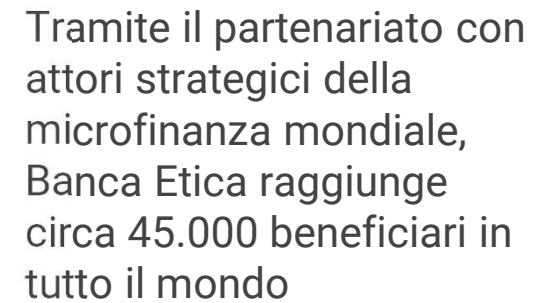 Tramite il partenariato con
attori strategici della
microfinanza mondiale,
Banca Etica raggiunge
circa 45.000 beneficiari in
tutto il mondo